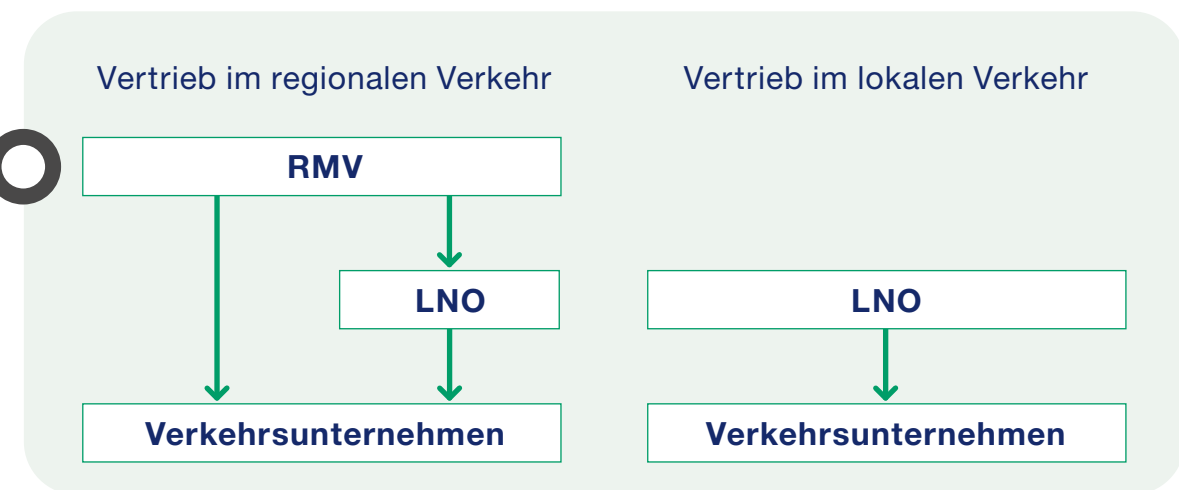 Vertrieb im regionalen Verkehr
RMV
LNO
Verkehrsunternehmen
Vertrieb im lokalen Verkehr
LNO
Verkehrsunternehmen